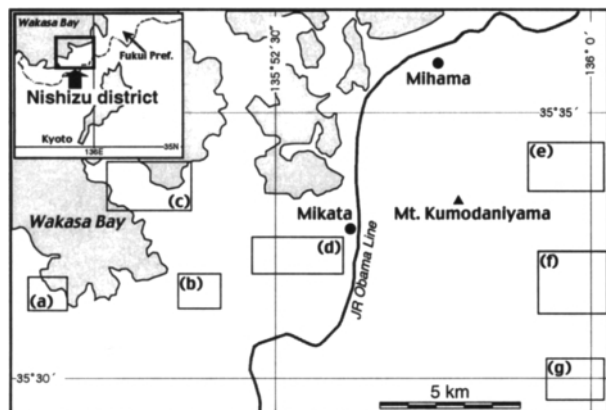 Wakasa Bay
Fukui Pref.
Nishizu district
Kyoto
136E
35N
135°52′30″
136°0′
Mihama
35°35′
(e)
(c)
Wakasa Bay
Mikata
Mt. Kumodaniyama
(d)
JR Obama Line
(a)
(b)
(f)
(g)
35°30′
5 km